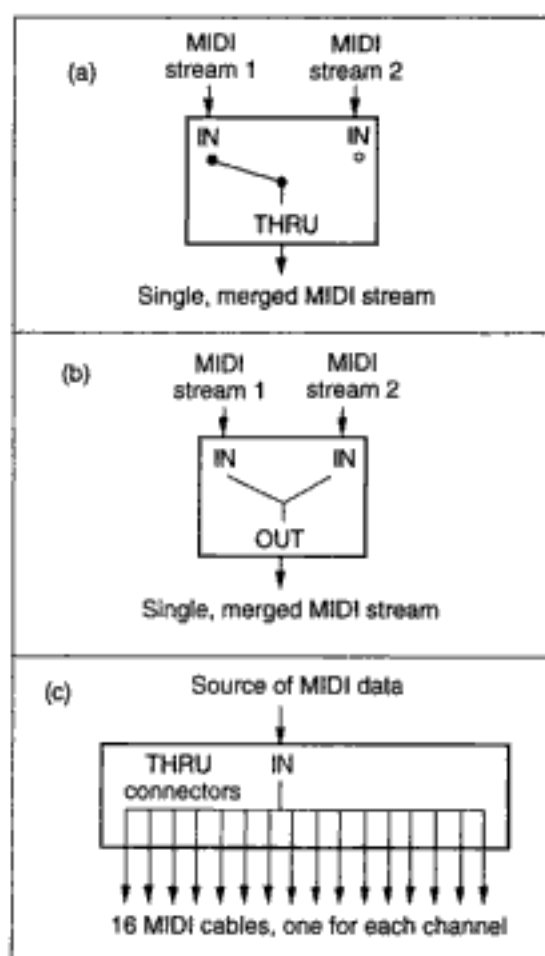 (a)
MIDI
stream 1
MIDI
stream 2
IN
IN
THRU
Single, merged MIDI stream
(b)
MIDI
stream 1
MIDI
stream 2
IN
IN
OUT
Single, merged MIDI stream
(c)
Source of MIDI data
THRU
connectors
IN
16 MIDI cables, one for each channel